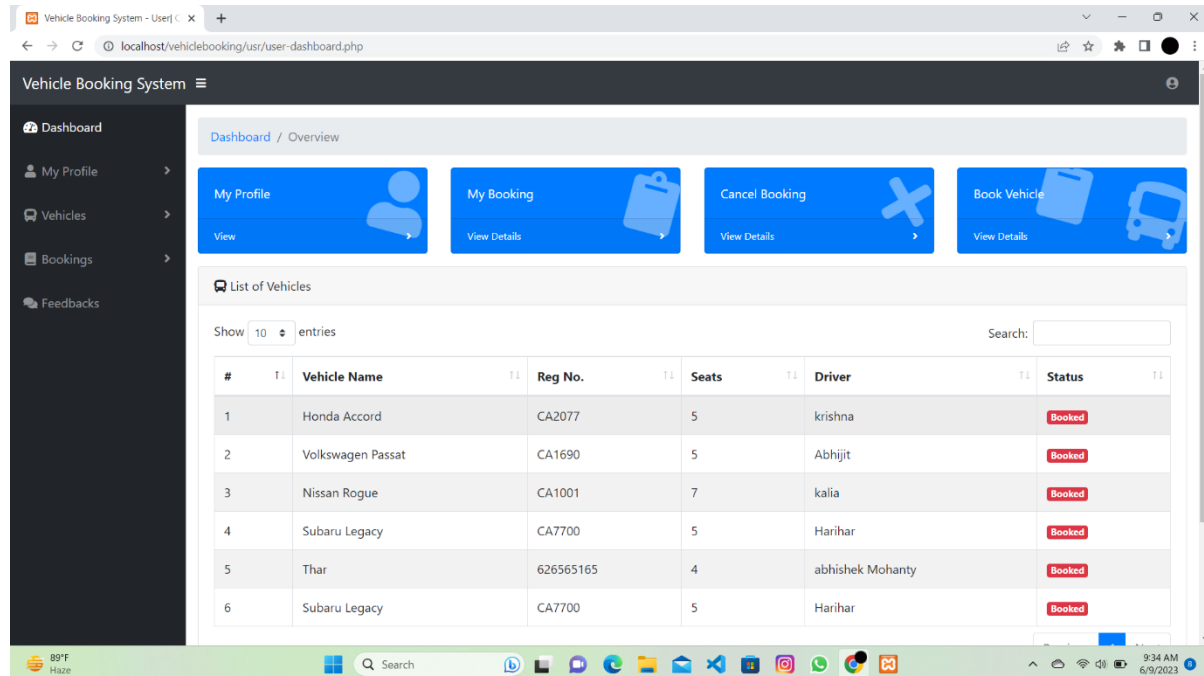 Vehicle Booking System - User|
localhost/vehiclebooking/usr/user-dashboard.php
Vehicle Booking System
Dashboard
My Profile
Vehicles
Bookings
Feedbacks
Dashboard / Overview
My Profile
View
My Booking
View Details
Cancel Booking
View Details
Book Vehicle
View Details
List of Vehicles
Show 10 entries
Search:
# Vehicle Name Reg No. Seats Driver Status
1 Honda Accord CA2077 5 krishna Booked
2 Volkswagen Passat CA1690 5 Abhijit Booked
3 Nissan Rogue CA1001 7 kalia Booked
4 Subaru Legacy CA7700 5 Harihar Booked
5 Thar 626565165 4 abhishek Mohanty Booked
6 Subaru Legacy CA7700 5 Harihar Booked
89°F
Haze
Search
9:34 AM
6/9/2023
8